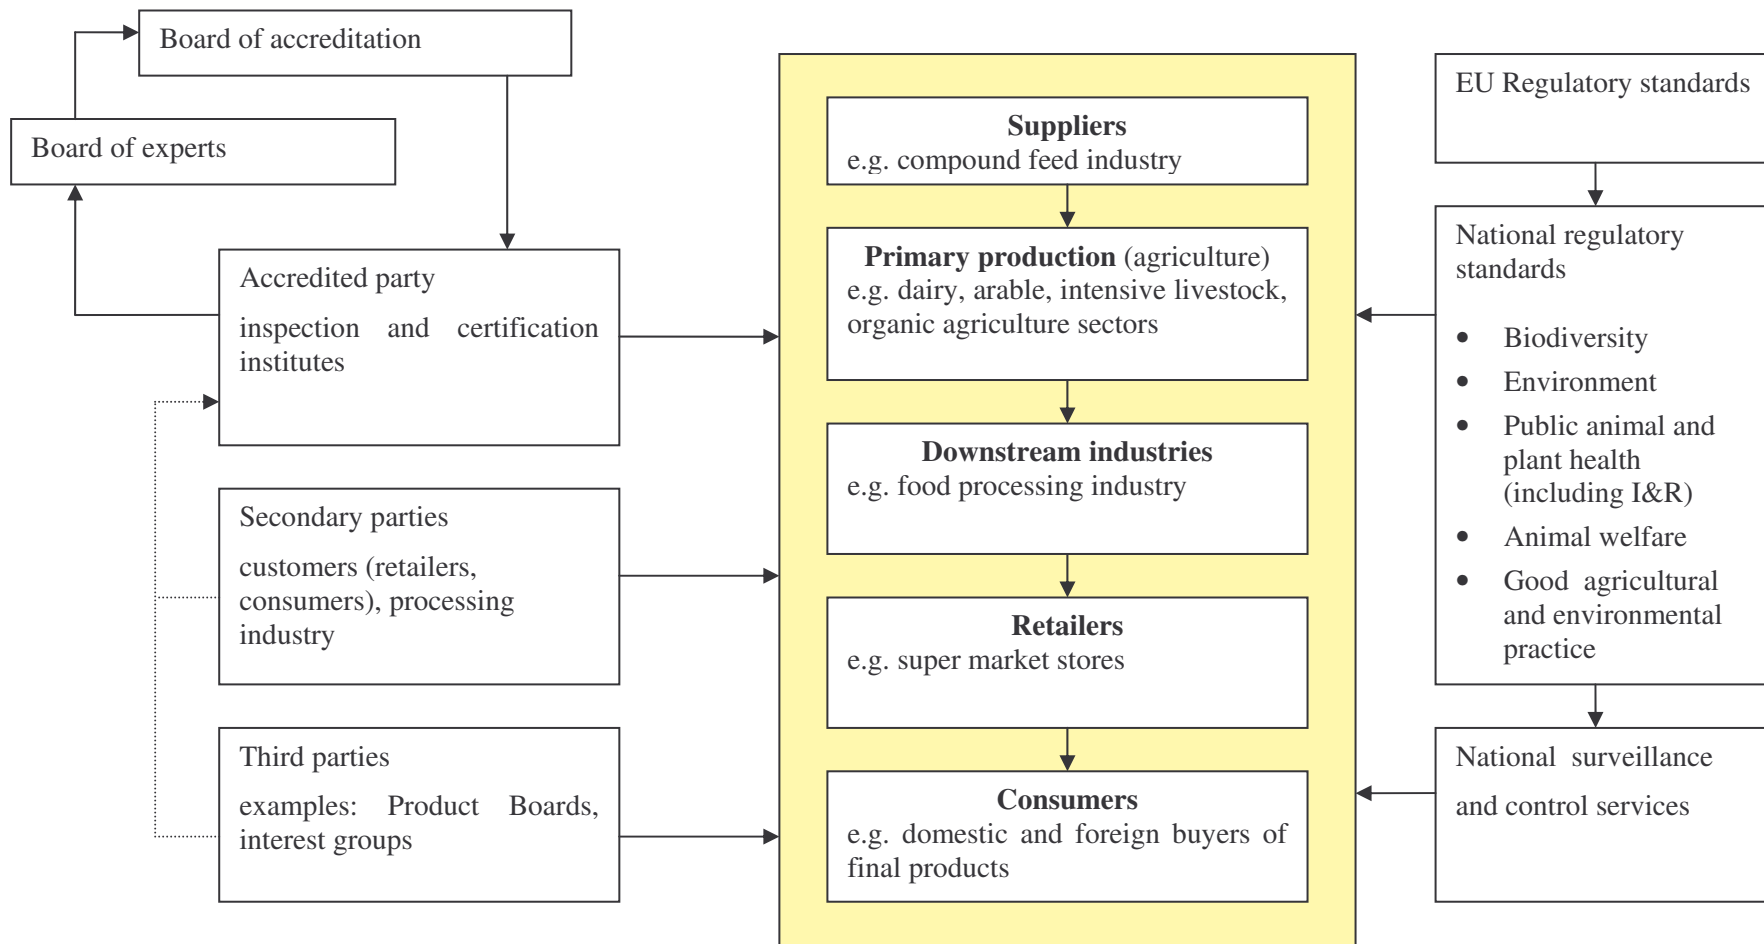 Board of accreditation
Board of experts
Accredited party
inspection and certification
institutes
Secondary parties
customers (retailers,
consumers), processing
industry
Third parties
examples: Product Boards,
interest groups
Suppliers
e.g. compound feed industry
Primary production (agriculture)
e.g. dairy, arable, intensive livestock,
organic agriculture sectors
Downstream industries
e.g. food processing industry
Retailers
e.g. super market stores
Consumers
e.g. domestic and foreign buyers of
final products
EU Regulatory standards
National regulatory
standards
• Biodiversity
• Environment
• Public animal and
plant health
(including I&R)
• Animal welfare
• Good agricultural
and environmental
practice
National surveillance
and control services